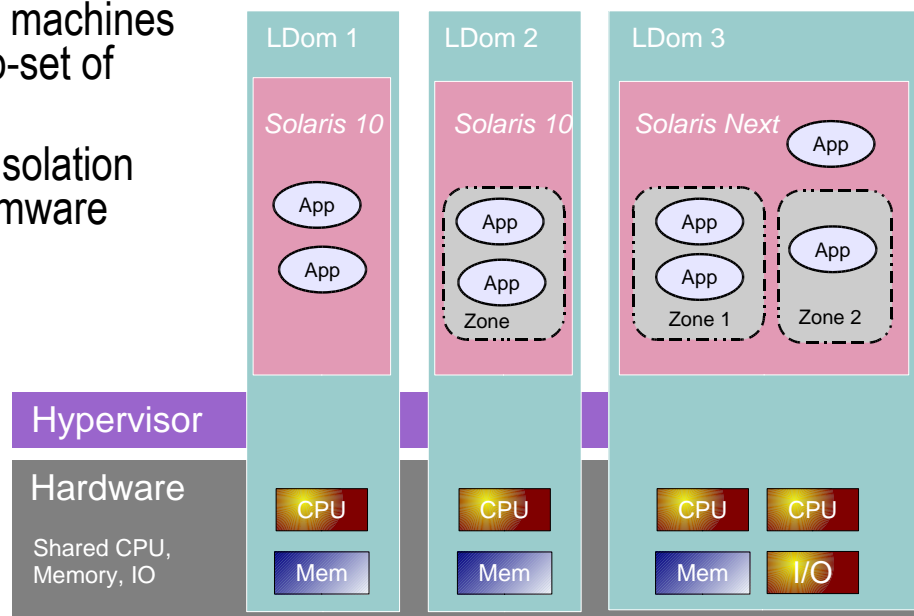 machines
-set of
solation
mware
LDom 1
Solaris 10
App
App
LDom 2
Solaris 10
App
App
Zone
LDom 3
Solaris Next
App
App
App
Zone 1
App
Zone 2
Hypervisor
Hardware
Shared CPU,
Memory, IO
CPU
Mem
CPU
Mem
CPU
CPU
Mem
I/O